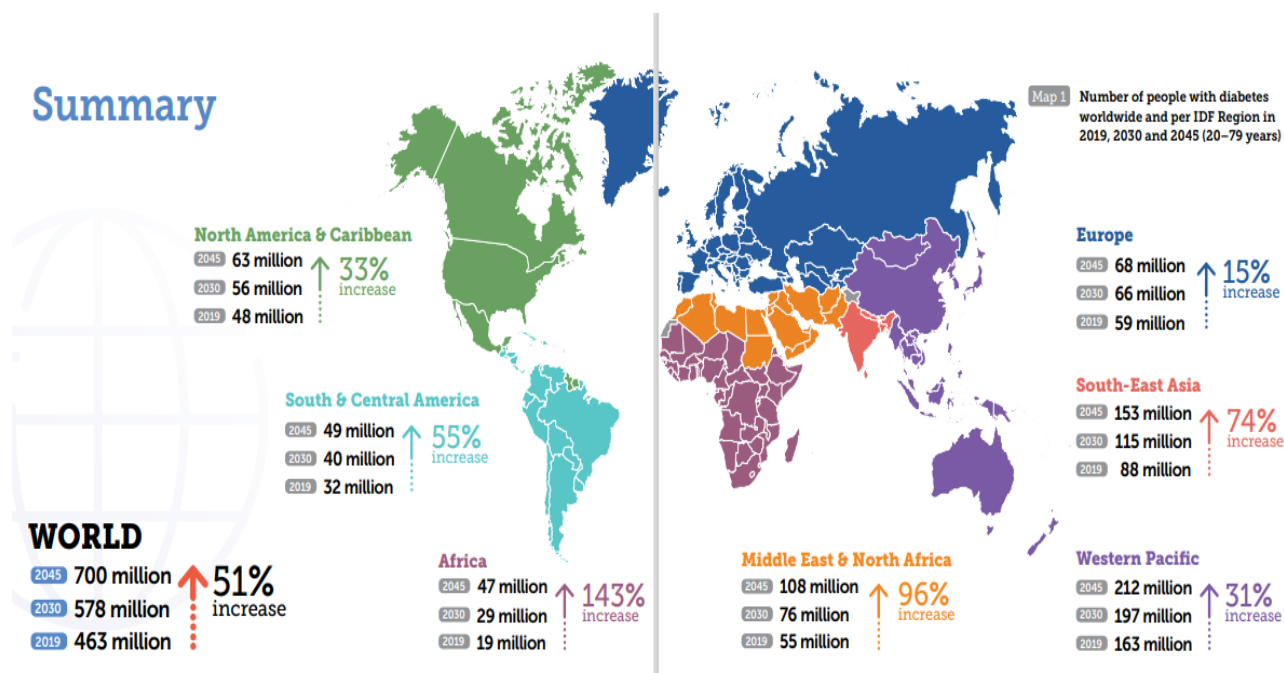 Summary
Map 1 Number of people with diabetes
worldwide and per IDF Region in
2019, 2030 and 2045 (20–79 years)
North America & Caribbean
2045 63 million
2030 56 million
2019 48 million
33%
increase
South & Central America
2045 49 million
2030 40 million
2019 32 million
55%
increase
WORLD
2045 700 million
2030 578 million
2019 463 million
51%
increase
Africa
2045 47 million
2030 29 million
2019 19 million
143%
increase
Middle East & North Africa
2045 108 million
2030 76 million
2019 55 million
96%
increase
Europe
2045 68 million
2030 66 million
2019 59 million
15%
increase
South-East Asia
2045 153 million
2030 115 million
2019 88 million
74%
increase
Western Pacific
2045 212 million
2030 197 million
2019 163 million
31%
increase